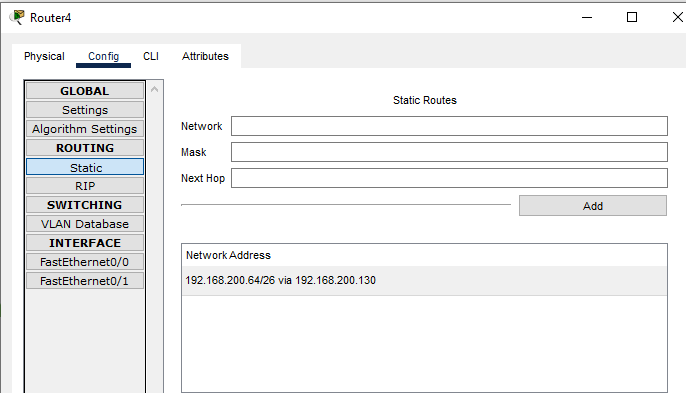 Router4
Physical Config CLI Attributes
GLOBAL
Settings
Algorithm Settings
ROUTING
Static
RIP
SWITCHING
VLAN Database
INTERFACE
FastEthernet0/0
FastEthernet0/1
Static Routes
Network
Mask
Next Hop
Add
Network Address
192.168.200.64/26 via 192.168.200.130